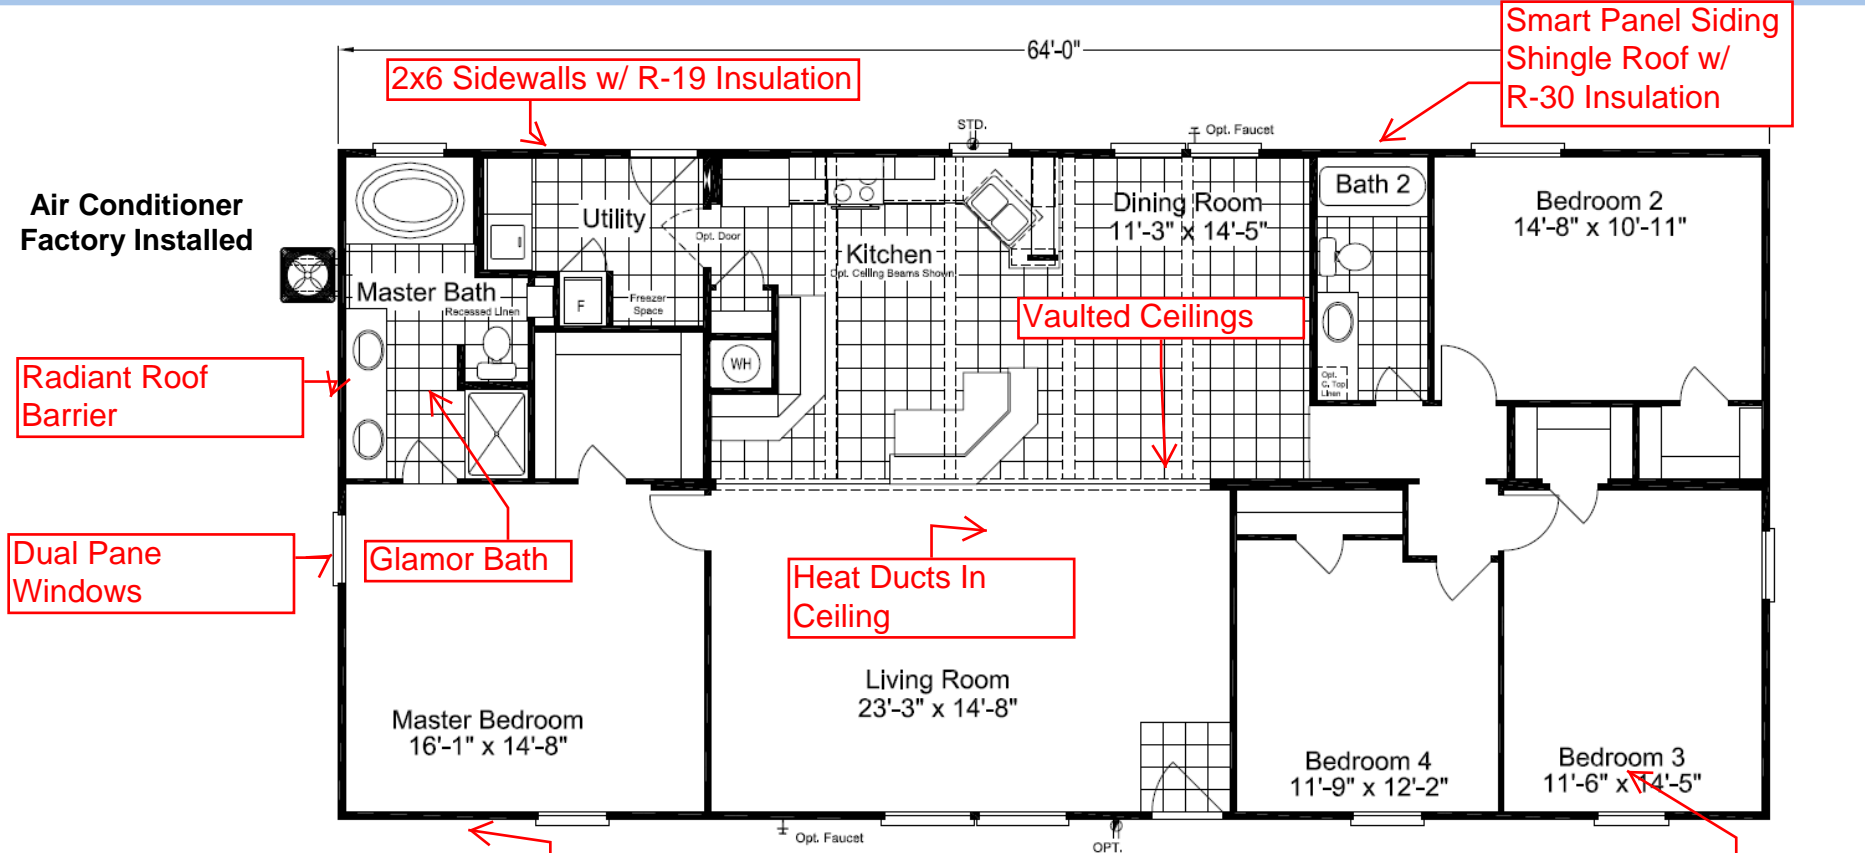 Smart Panel Siding
Shingle Roof w/
R-30 Insulation
64'-0"
2x6 Sidewalls w/ R-19 Insulation
STD.
Opt. Faucet
Air Conditioner
Factory Installed
Utility
Opt. Door
Kitchen
Opt. Ceiling Beams Shown
Dining Room
11'-3" x 14'-5"
Bath 2
Bedroom 2
14'-8" x 10'-11"
Master Bath
Recessed Linen
F
Freezer
Space
Vaulted Ceilings
WH
Opt.
C. Top
Linen
Radiant Roof
Barrier
Dual Pane
Windows
Glamor Bath
Heat Ducts In
Ceiling
Living Room
23'-3" x 14'-8"
Master Bedroom
16'-1" x 14'-8"
Bedroom 4
11'-9" x 12'-2"
Bedroom 3
11'-6" x 14'-5"
Opt. Faucet
OPT.